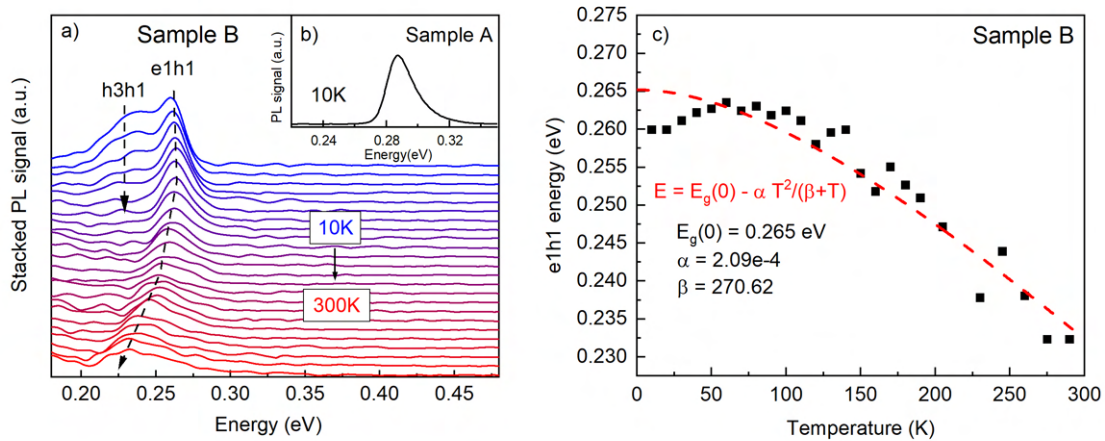 a)
Sample B
e1h1
h3h1
10K
300K
Stacked PL signal (a.u.)
0.20 0.25 0.30 0.35 0.40 0.45
Energy (eV)
b)
Sample A
10K
PL signal (a.u.)
0.24 0.28 0.32
Energy(eV)
c)
Sample B
0.275
0.270
0.265
0.260
0.255
0.250
0.245
0.240
0.235
0.230
e1h1 energy (eV)
E = E_g(0) - α T²/(β+T)
E_g(0) = 0.265 eV
α = 2.09e-4
β = 270.62
0 50 100 150 200 250 300
Temperature (K)